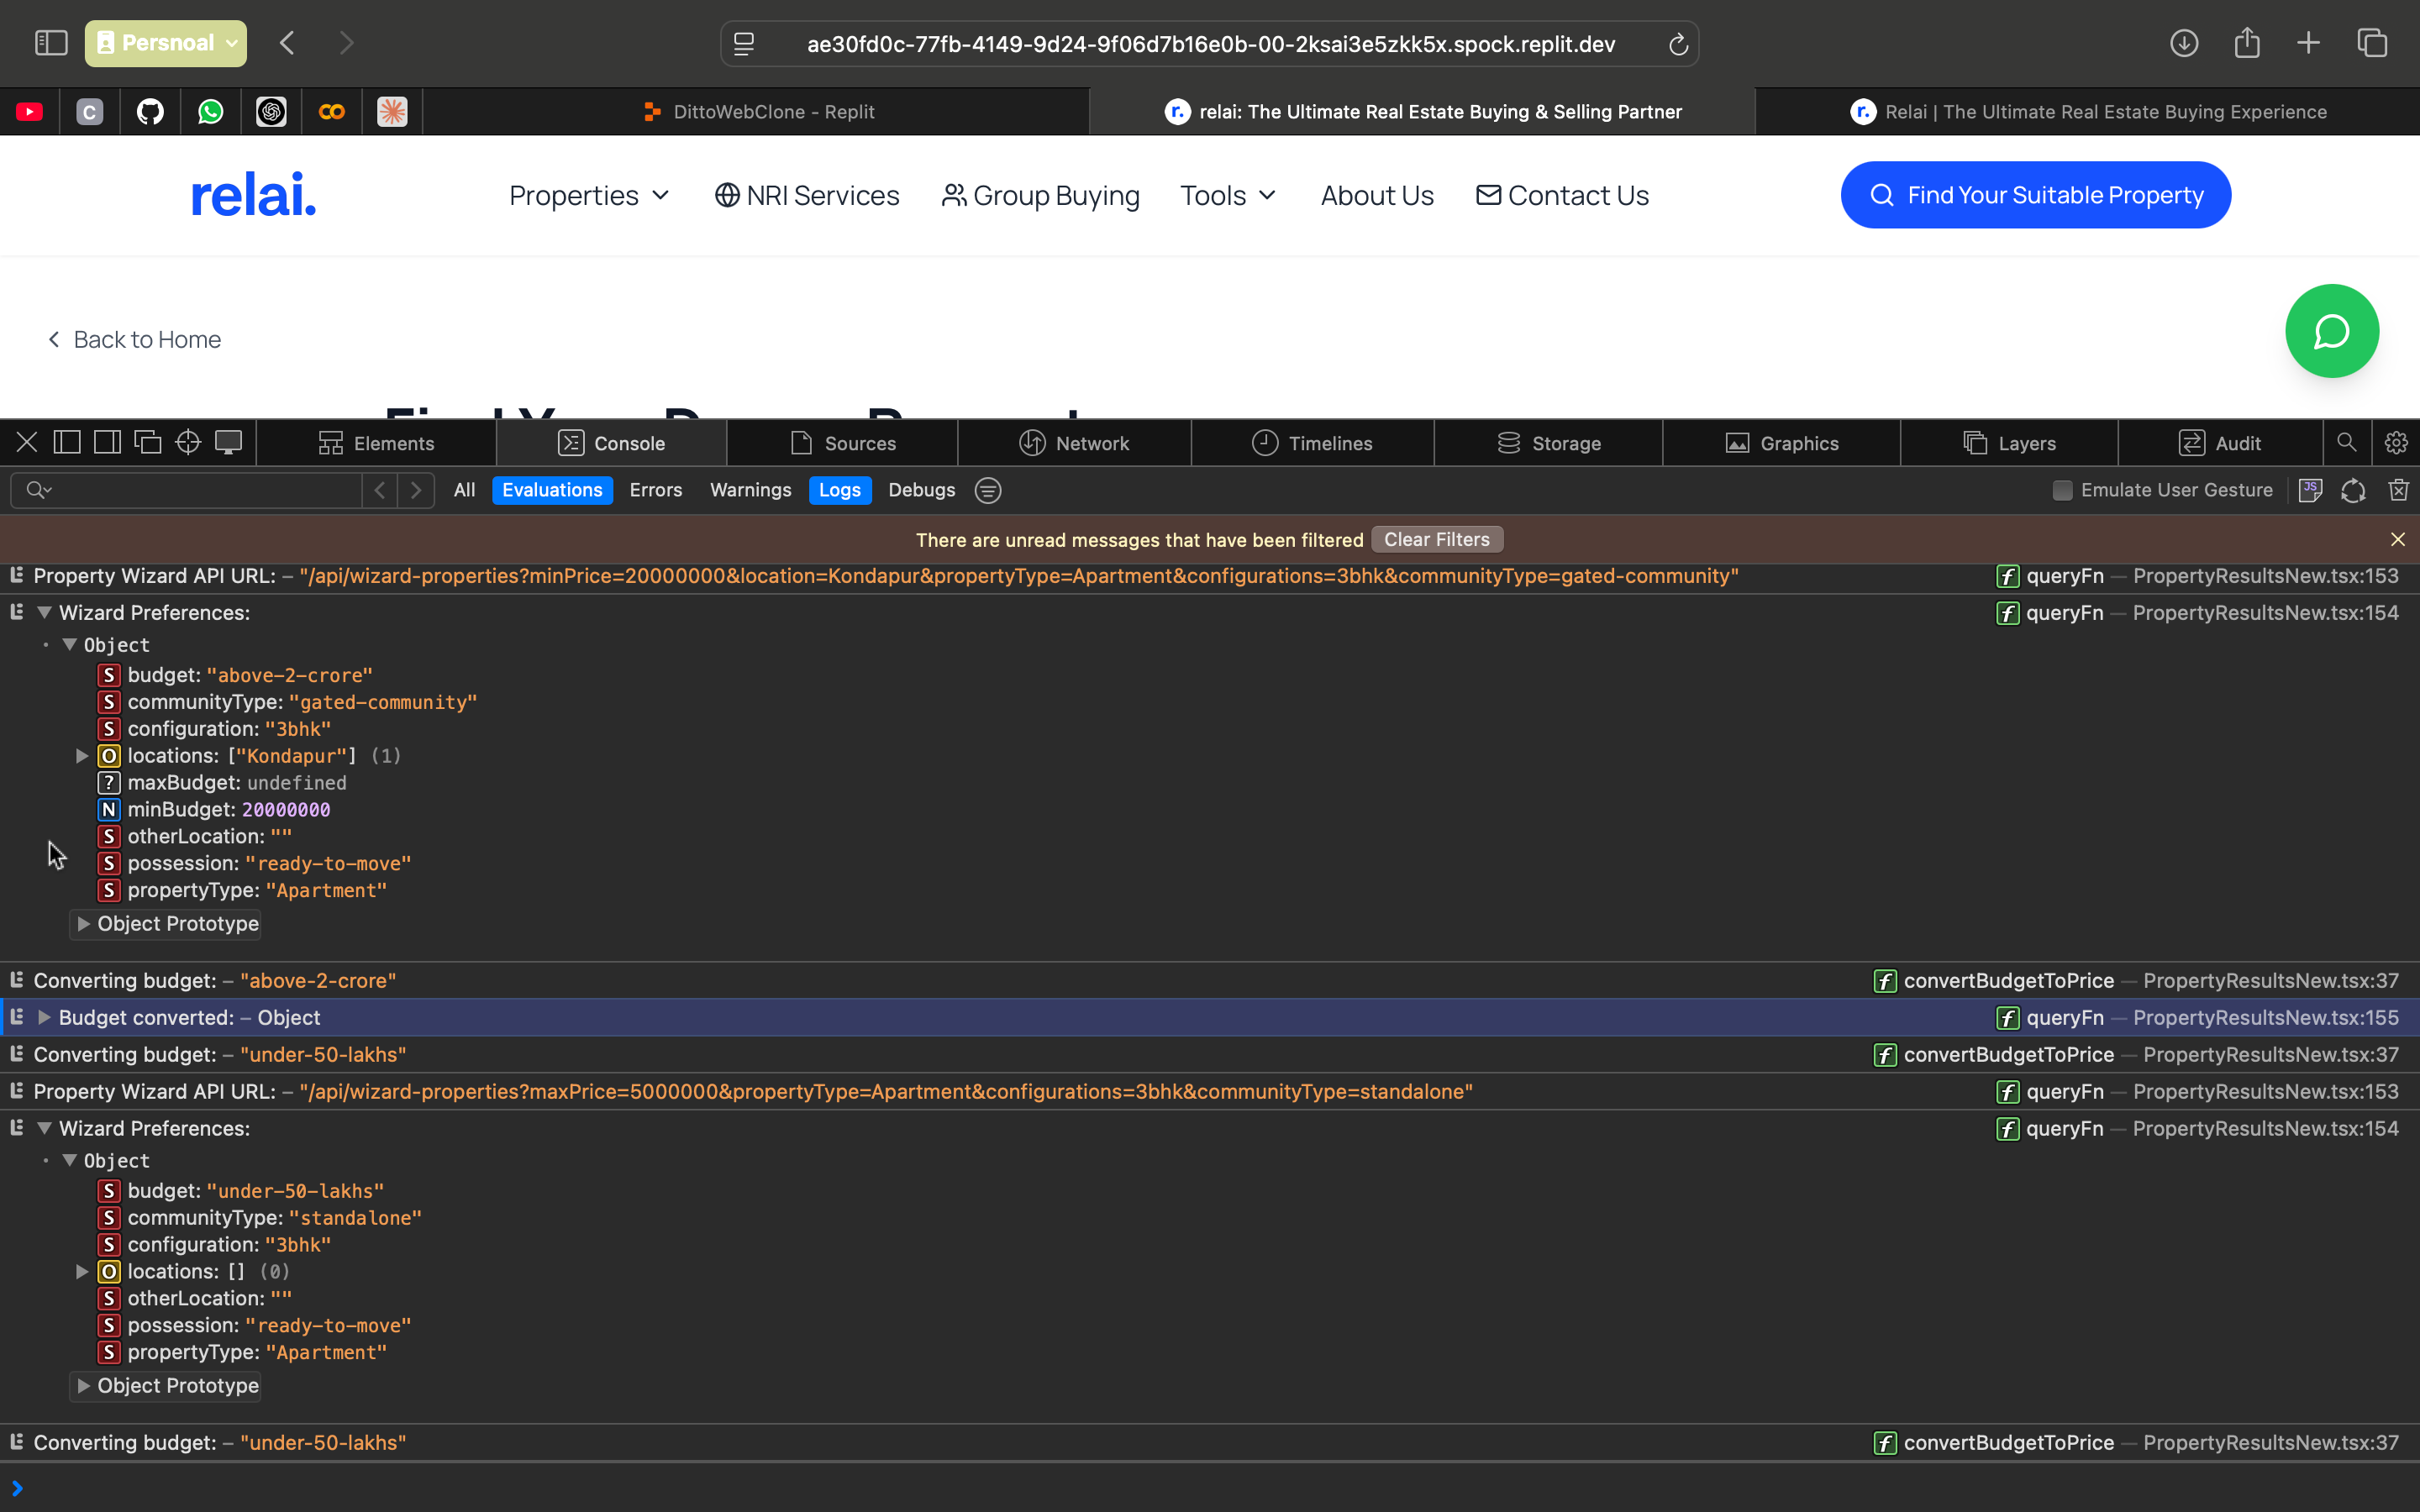 Persnoal
ae30fd0c-77fb-4149-9d24-9f06d7b16e0b-00-2ksai3e5zkk5x.spock.replit.dev
C
DittoWebClone - Replit
r. relai: The Ultimate Real Estate Buying & Selling Partner
r. Relai | The Ultimate Real Estate Buying Experience
relai.
Properties
NRI Services
Group Buying
Tools
About Us
Contact Us
Find Your Suitable Property
Back to Home
Elements
Console
Sources
Network
Timelines
Storage
Graphics
Layers
Audit
All
Evaluations
Errors
Warnings
Logs
Debugs
Emulate User Gesture
JS
There are unread messages that have been filtered Clear Filters
Property Wizard API URL: – "/api/wizard-properties?minPrice=20000000&location=Kondapur&propertyType=Apartment&configurations=3bhk&communityType=gated-community" f queryFn — PropertyResultsNew.tsx:153
Wizard Preferences: f queryFn — PropertyResultsNew.tsx:154
Object
S budget: "above-2-crore"
S communityType: "gated-community"
S configuration: "3bhk"
O locations: ["Kondapur"] (1)
? maxBudget: undefined
N minBudget: 20000000
S otherLocation: ""
S possession: "ready-to-move"
S propertyType: "Apartment"
Object Prototype
Converting budget: – "above-2-crore" f convertBudgetToPrice — PropertyResultsNew.tsx:37
Budget converted: – Object f queryFn — PropertyResultsNew.tsx:155
Converting budget: – "under-50-lakhs" f convertBudgetToPrice — PropertyResultsNew.tsx:37
Property Wizard API URL: – "/api/wizard-properties?maxPrice=5000000&propertyType=Apartment&configurations=3bhk&communityType=standalone" f queryFn — PropertyResultsNew.tsx:153
Wizard Preferences: f queryFn — PropertyResultsNew.tsx:154
Object
S budget: "under-50-lakhs"
S communityType: "standalone"
S configuration: "3bhk"
O locations: [] (0)
S otherLocation: ""
S possession: "ready-to-move"
S propertyType: "Apartment"
Object Prototype
Converting budget: – "under-50-lakhs" f convertBudgetToPrice — PropertyResultsNew.tsx:37